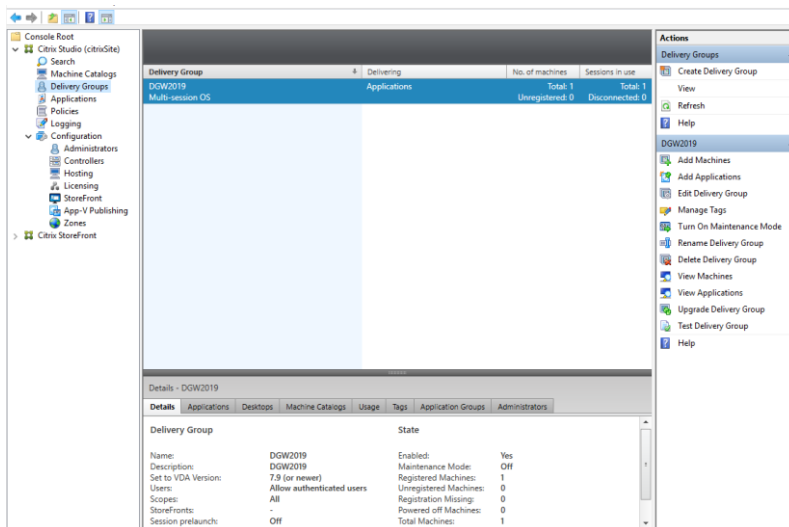 Console Root
Citrix Studio (citrixSite)
Search
Machine Catalogs
Delivery Groups
Applications
Policies
Logging
Configuration
Administrators
Controllers
Hosting
Licensing
StoreFront
App-V Publishing
Zones
Citrix StoreFront
Delivery Group Delivering No. of machines Sessions in use
DGW2019 Applications Total: 1 Total: 1
Multi-session OS Unregistered: 0 Disconnected: 0
Details - DGW2019
Details Applications Desktops Machine Catalogs Usage Tags Application Groups Administrators
Delivery Group State
Name: DGW2019 Enabled: Yes
Description: DGW2019 Maintenance Mode: Off
Set to VDA Version: 7.9 (or newer) Registered Machines: 1
Users: Allow authenticated users Unregistered Machines: 0
Scopes: All Registration Missing: 0
StoreFronts: - Powered off Machines: 0
Session prelaunch: Off Total Machines: 1
Actions
Delivery Groups
Create Delivery Group
View
Refresh
Help
DGW2019
Add Machines
Add Applications
Edit Delivery Group
Manage Tags
Turn On Maintenance Mode
Rename Delivery Group
Delete Delivery Group
View Machines
View Applications
Upgrade Delivery Group
Test Delivery Group
Help